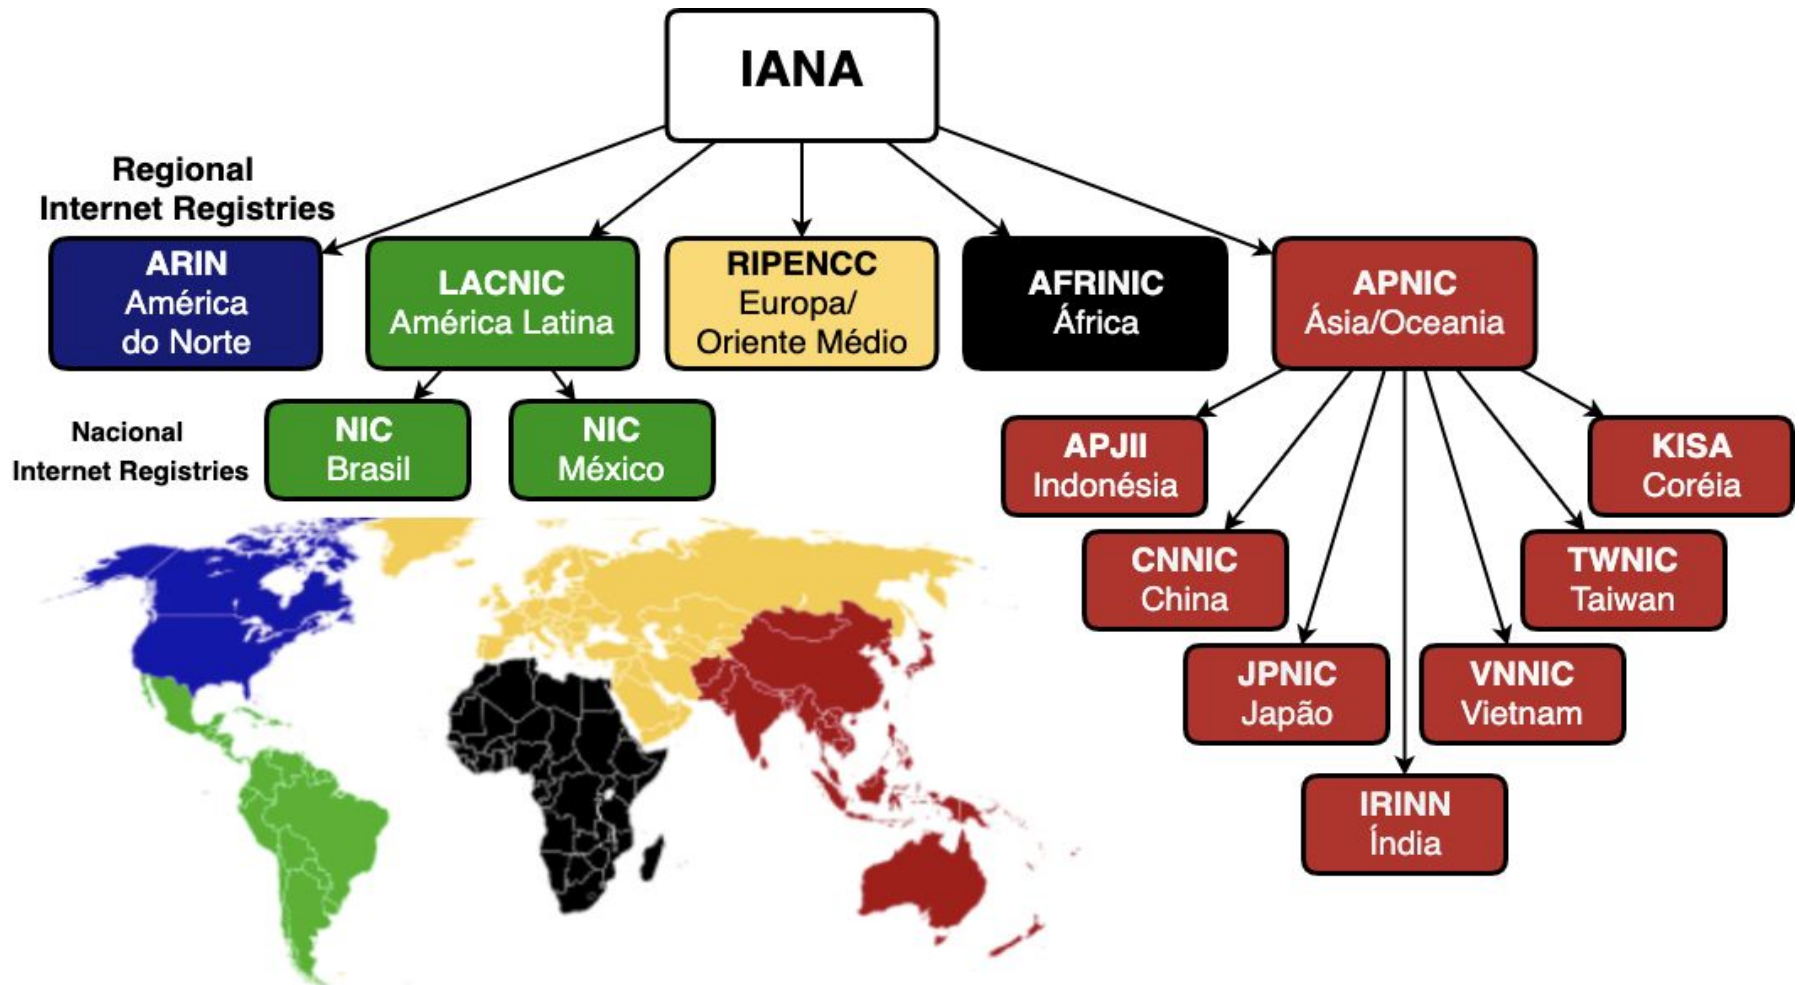 IANA
Regional
Internet Registries
ARIN
América
do Norte
LACNIC
América Latina
RIPENCC
Europa/
Oriente Médio
AFRINIC
África
APNIC
Ásia/Oceania
Nacional
Internet Registries
NIC
Brasil
NIC
México
APJII
Indonésia
KISA
Coréia
CNNIC
China
TWNIC
Taiwan
JPNIC
Japão
VNNIC
Vietnam
IRINN
Índia